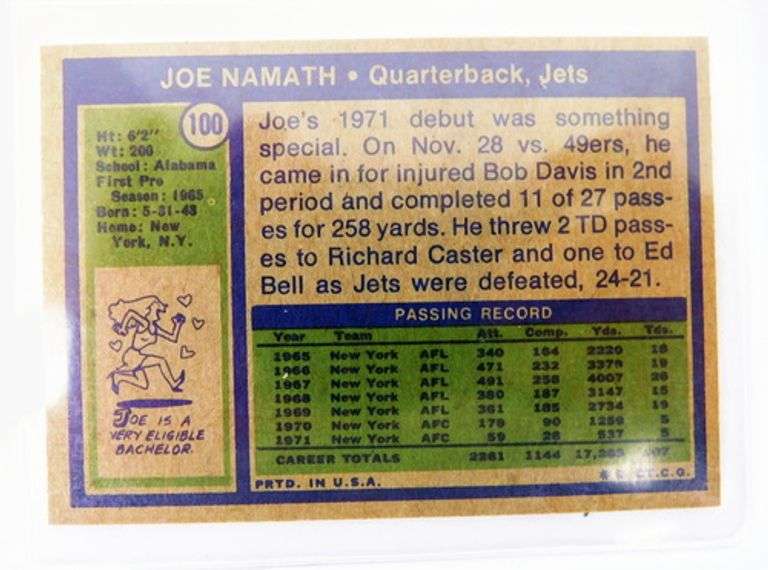 JOE NAMATH • Quarterback, Jets
100
Ht: 6'2"
Wt: 200
School: Alabama
First Pro
Season: 1965
Born: 5-31-43
Home: New
York, N.Y.
JOE IS A
VERY ELIGIBLE
BACHELOR.
Joe's 1971 debut was something
special. On Nov. 28 vs. 49ers, he
came in for injured Bob Davis in 2nd
period and completed 11 of 27 pass-
es for 258 yards. He threw 2 TD pass-
es to Richard Caster and one to Ed
Bell as Jets were defeated, 24-21.
PASSING RECORD
Year Team Att. Comp. Yds. Tds.
1965 New York AFL 340 164 2220 18
1966 New York AFL 471 232 3379 19
1967 New York AFL 491 258 4007 26
1968 New York AFL 380 187 3147 15
1969 New York AFL 361 185 2734 19
1970 New York AFC 179 90 1259 5
1971 New York AFC 59 28 537 5
CAREER TOTALS 2281 1144
PRTD. IN U.S.A.